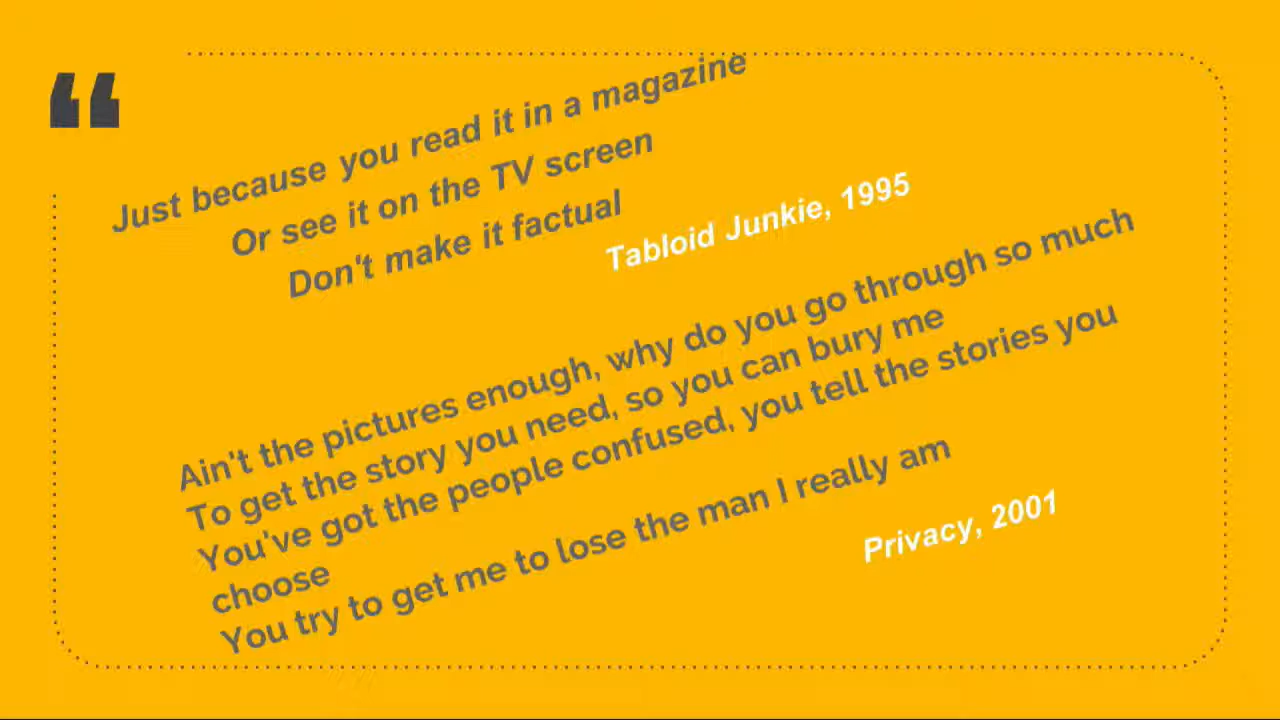 “
Just because you read it in a magazine
Or see it on the TV screen
Don't make it factual
Tabloid Junkie, 1995
Ain't the pictures enough, why do you go through so much
To get the story you need, so you can bury me
You've got the people confused, you tell the stories you
choose
You try to get me to lose the man I really am
Privacy, 2001